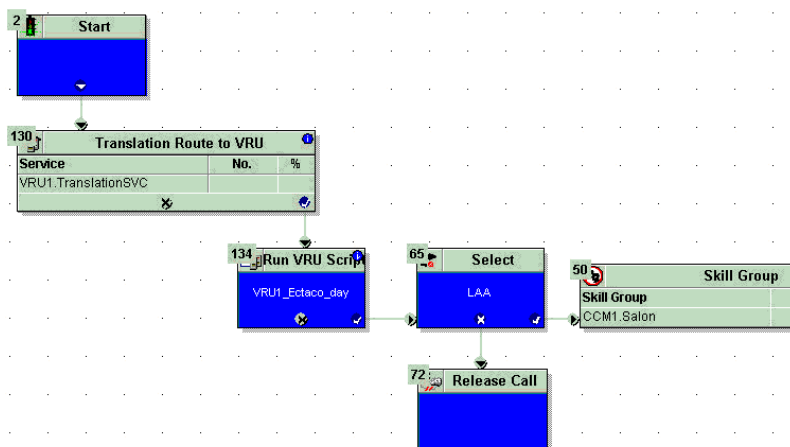 2
Start
130
Translation Route to VRU
Service No. %
VRU1.TranslationSVC
134
Run VRU Script
VRU1_Ectaco_day
65
Select
LAA
50
Skill Group
Skill Group
CCM1.Salon
72
Release Call